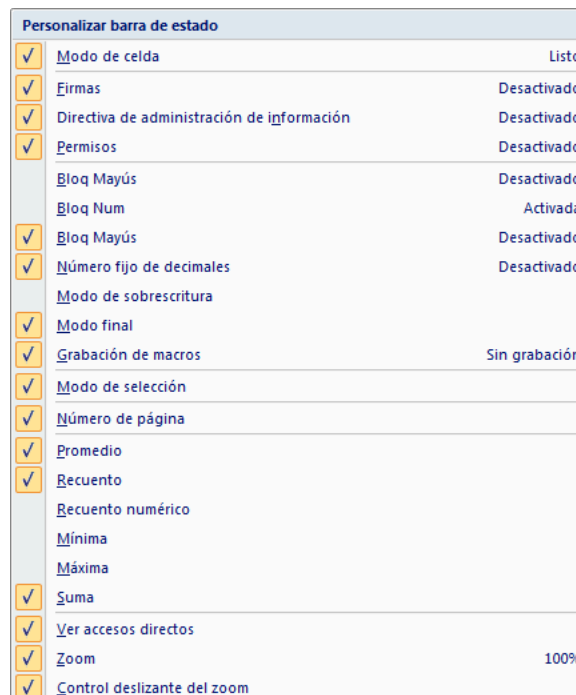 Personalizar barra de estado
Modo de celda Listo
Firmas Desactivado
Directiva de administración de información Desactivado
Permisos Desactivado
Bloq Mayús Desactivado
Bloq Num Activada
Bloq Mayús Desactivado
Número fijo de decimales Desactivado
Modo de sobrescritura
Modo final
Grabación de macros Sin grabación
Modo de selección
Número de página
Promedio
Recuento
Recuento numérico
Mínima
Máxima
Suma
Ver accesos directos
Zoom 100%
Control deslizante del zoom